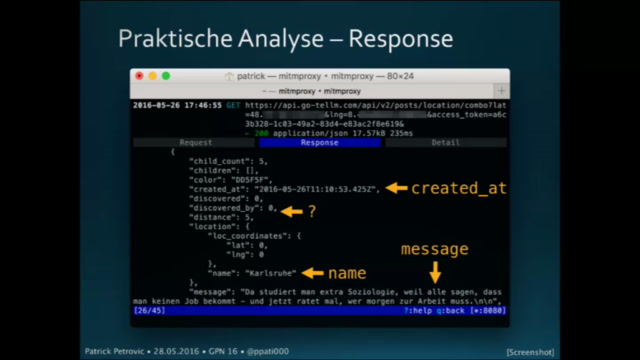 Praktische Analyse – Response
patrick — mitmproxy • mitmproxy — 80×24
~ — mitmproxy • mitmproxy
+
2016-05-26 17:46:55 GET https://api.go-tellm.com/api/v2/posts/location/combo?lat
=48. &lng=8. &access_token=a6c
3b328-1c03-49a2-83d4-e83ac2f8e619&
← 200 application/json 17.57kB 235ms
Request Response Detail
{
"child_count": 5,
"children": [],
"color": "DD5F5F",
"created_at": "2016-05-26T11:10:53.425Z", created_at
"discovered": 0,
"discovered_by": 0, ?
"distance": 5,
"location": {
"loc_coordinates": {
"lat": 0,
"lng": 0
},
"name": "Karlsruhe" name
},
message
"message": "Da studiert man extra Soziologie, weil alle sagen, dass
man keinen Job bekommt – und jetzt ratet mal, wer morgen zur Arbeit muss.\n\n",
[26/45] ?:help q:back [*:8080]
Patrick Petrovic • 28.05.2016 • GPN 16 • @ppati000
[Screenshot]